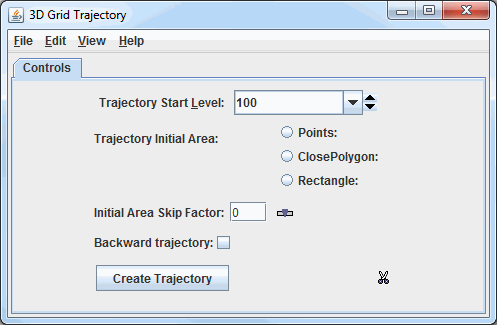 3D Grid Trajectory
File Edit View Help
Controls
Trajectory Start Level: 100
Trajectory Initial Area: Points:
ClosePolygon:
Rectangle:
Initial Area Skip Factor: 0
Backward trajectory:
Create Trajectory